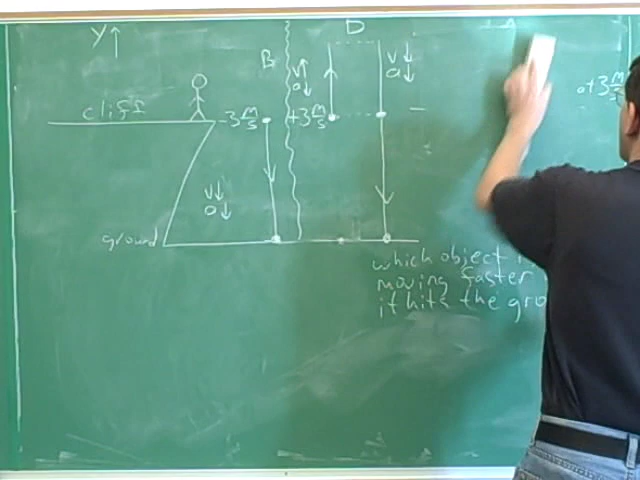 Y↑
B
D
cliff
-3 m/s
+3 m/s
v↑
a↓
v↓
a↓
at 3 m/s
v↓
a↓
ground
which object
moving faster
it hits the gro